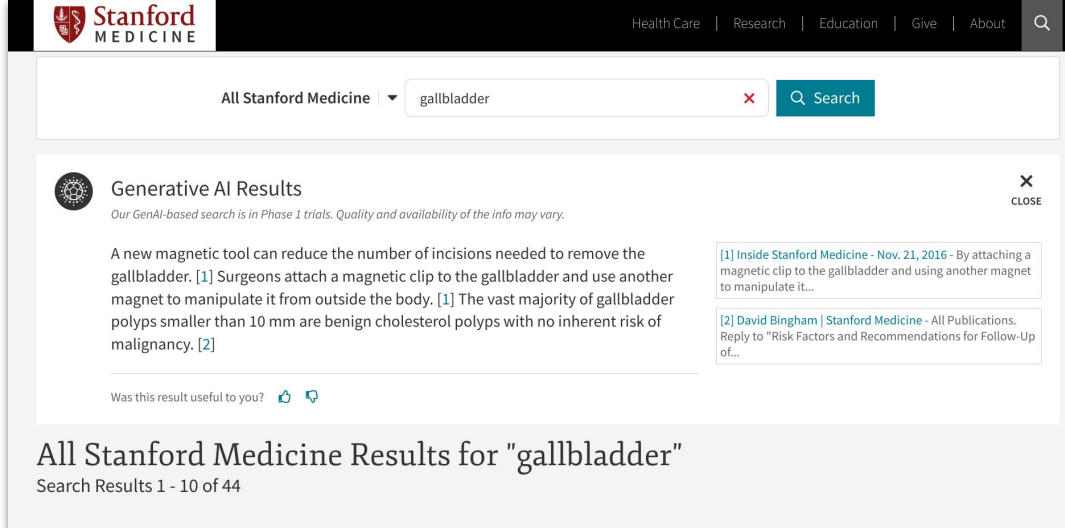 Stanford
MEDICINE
Health Care | Research | Education | Give | About
All Stanford Medicine
gallbladder
Search
Generative AI Results
CLOSE
Our GenAI-based search is in Phase 1 trials. Quality and availability of the info may vary.
A new magnetic tool can reduce the number of incisions needed to remove the
gallbladder. [1] Surgeons attach a magnetic clip to the gallbladder and use another
magnet to manipulate it from outside the body. [1] The vast majority of gallbladder
polyps smaller than 10 mm are benign cholesterol polyps with no inherent risk of
malignancy. [2]
[1] Inside Stanford Medicine - Nov. 21, 2016 - By attaching a
magnetic clip to the gallbladder and using another magnet
to manipulate it...
[2] David Bingham | Stanford Medicine - All Publications.
Reply to "Risk Factors and Recommendations for Follow-Up
of...
Was this result useful to you?
All Stanford Medicine Results for "gallbladder"
Search Results 1 - 10 of 44